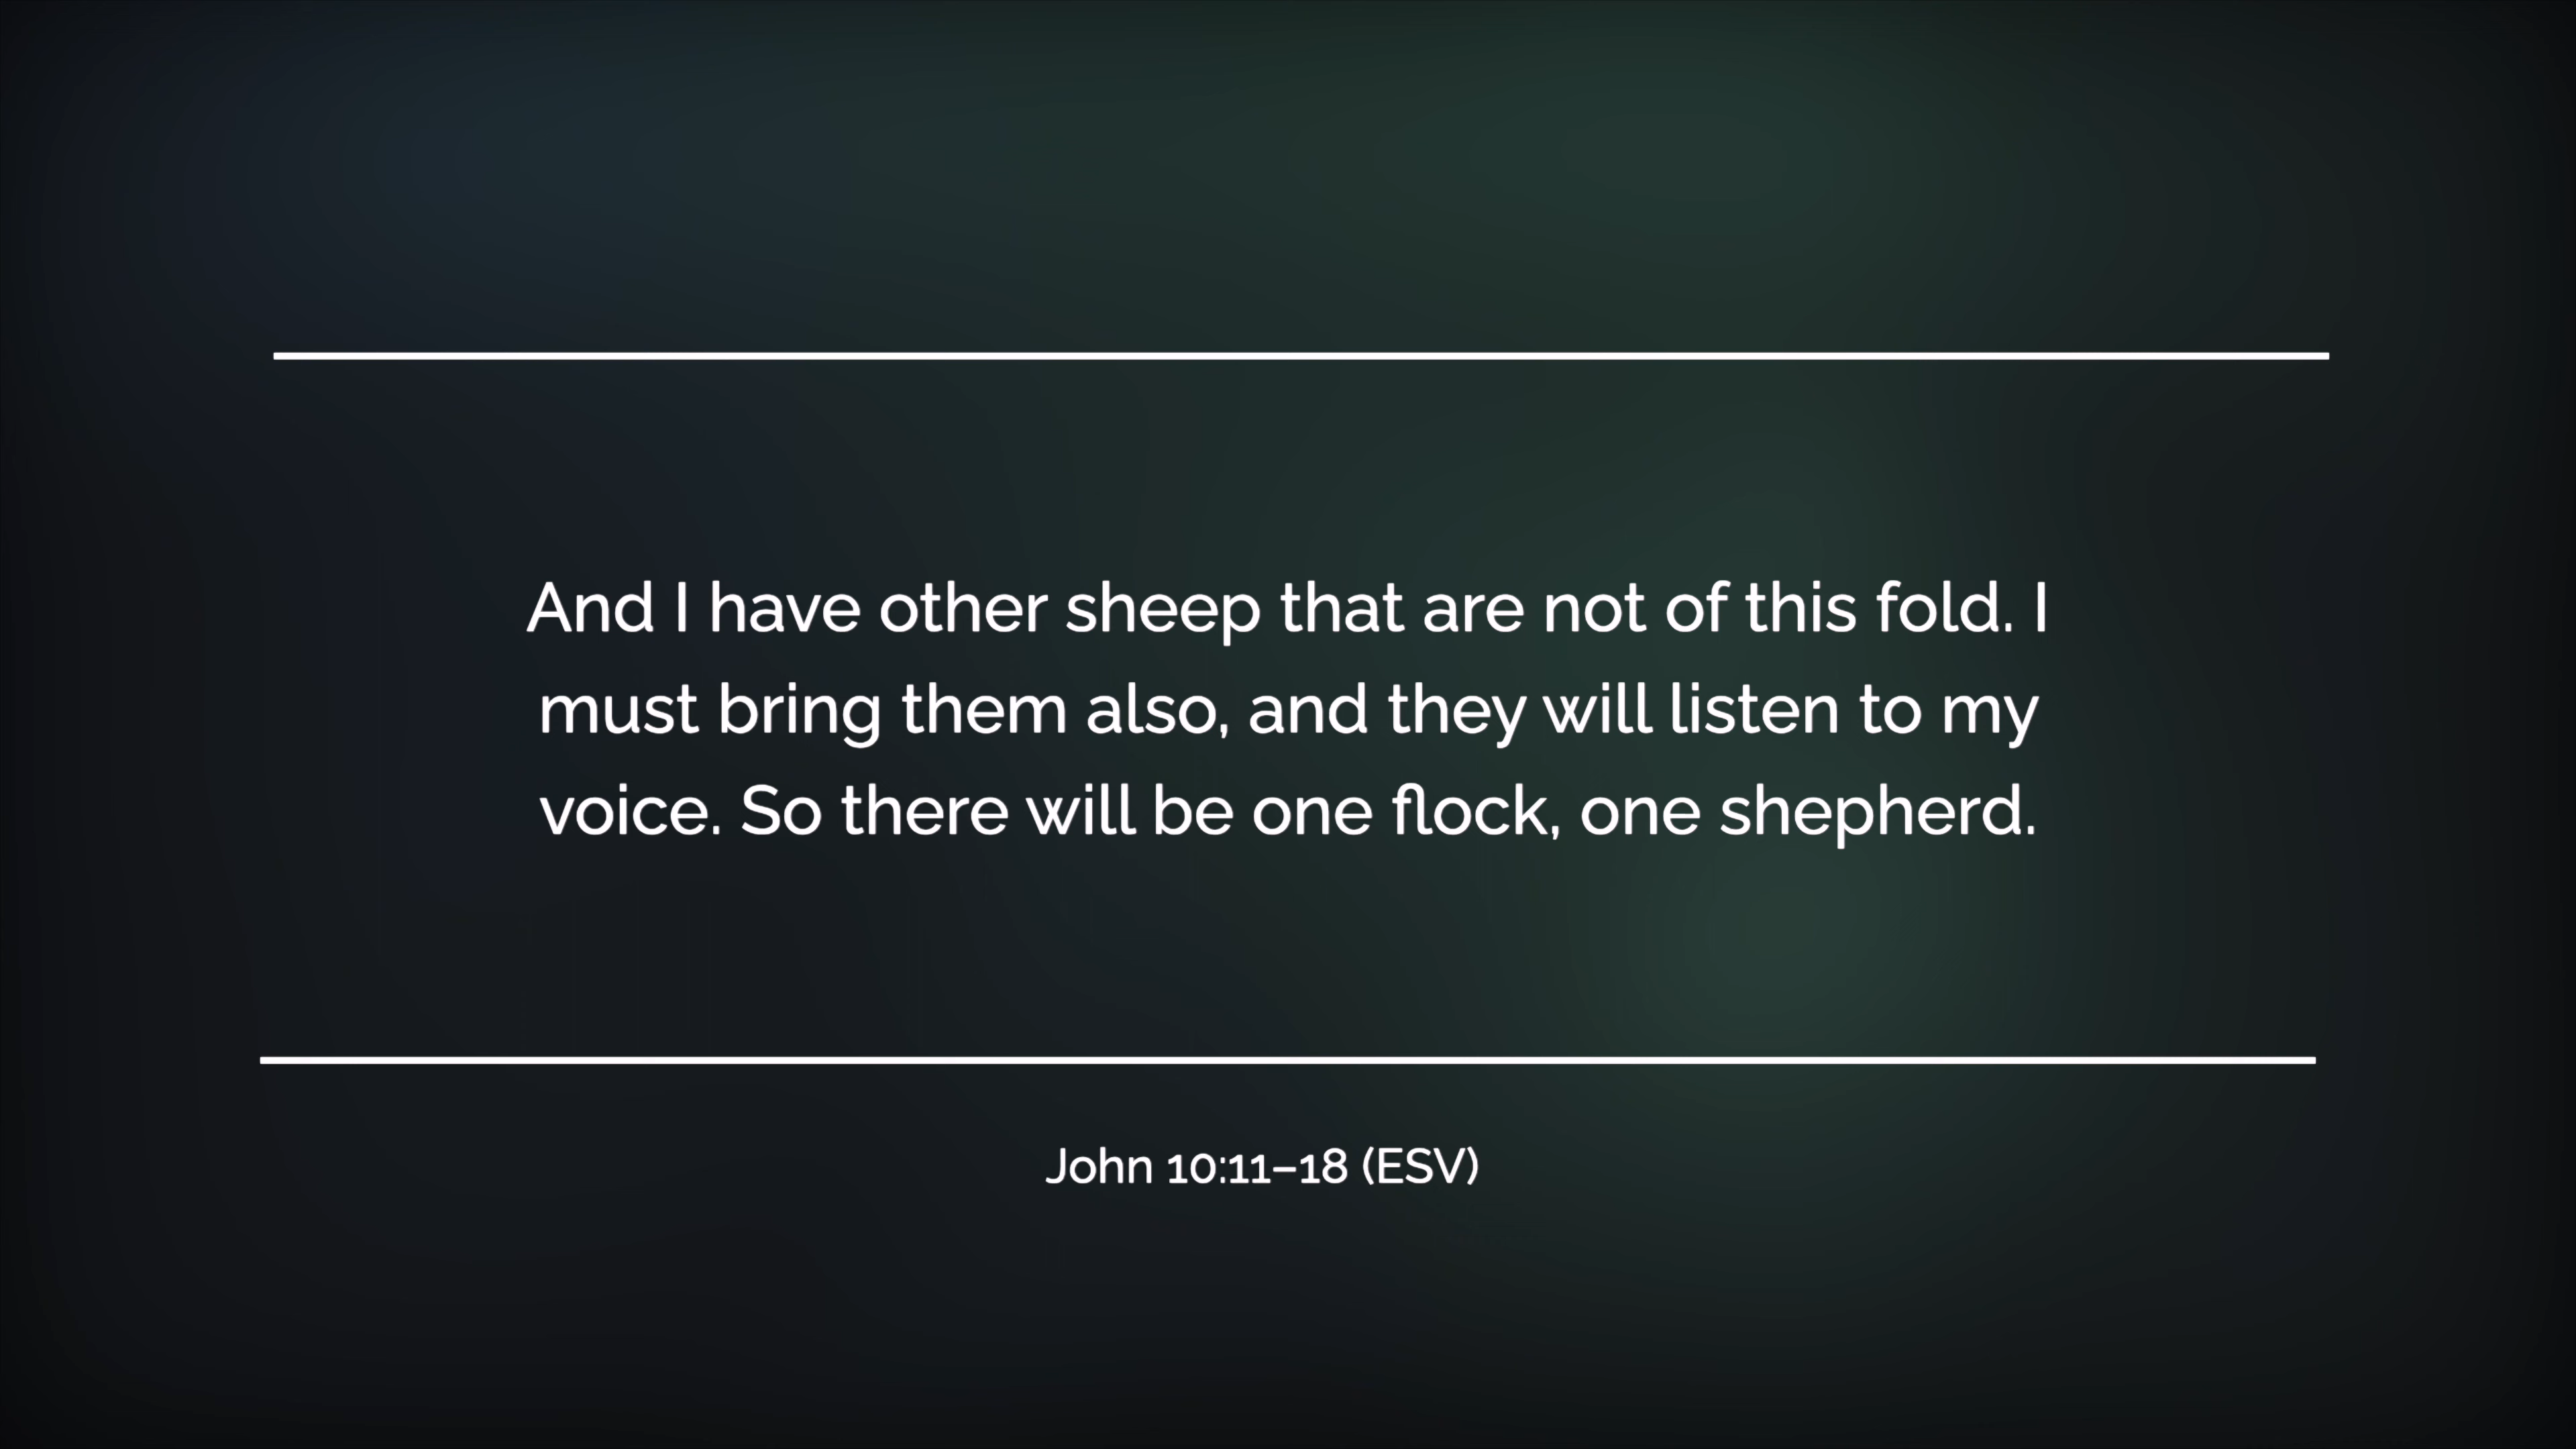 And I have other sheep that are not of this fold. I
must bring them also, and they will listen to my
voice. So there will be one flock, one shepherd.
John 10:11–18 (ESV)